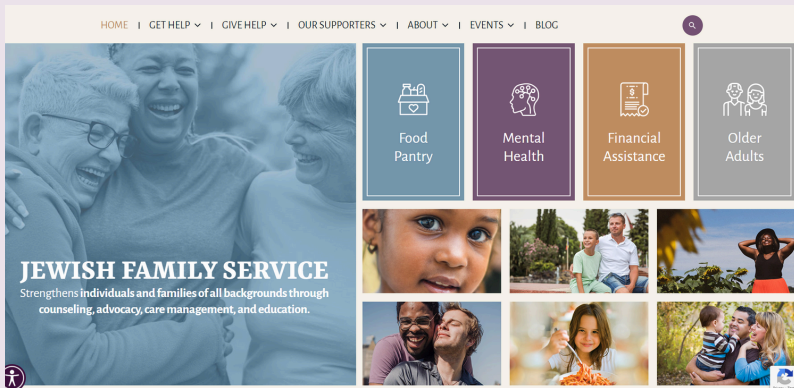 HOME | GET HELP | GIVE HELP | OUR SUPPORTERS | ABOUT | EVENTS | BLOG
Food
Pantry
Mental
Health
Financial
Assistance
Older
Adults
JEWISH FAMILY SERVICE
Strengthens individuals and families of all backgrounds through
counseling, advocacy, care management, and education.